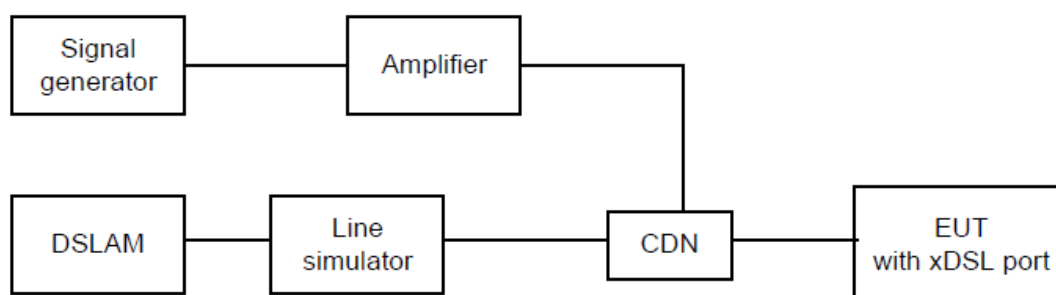 Signal
generator
Amplifier
DSLAM
Line
simulator
CDN
EUT
with xDSL port